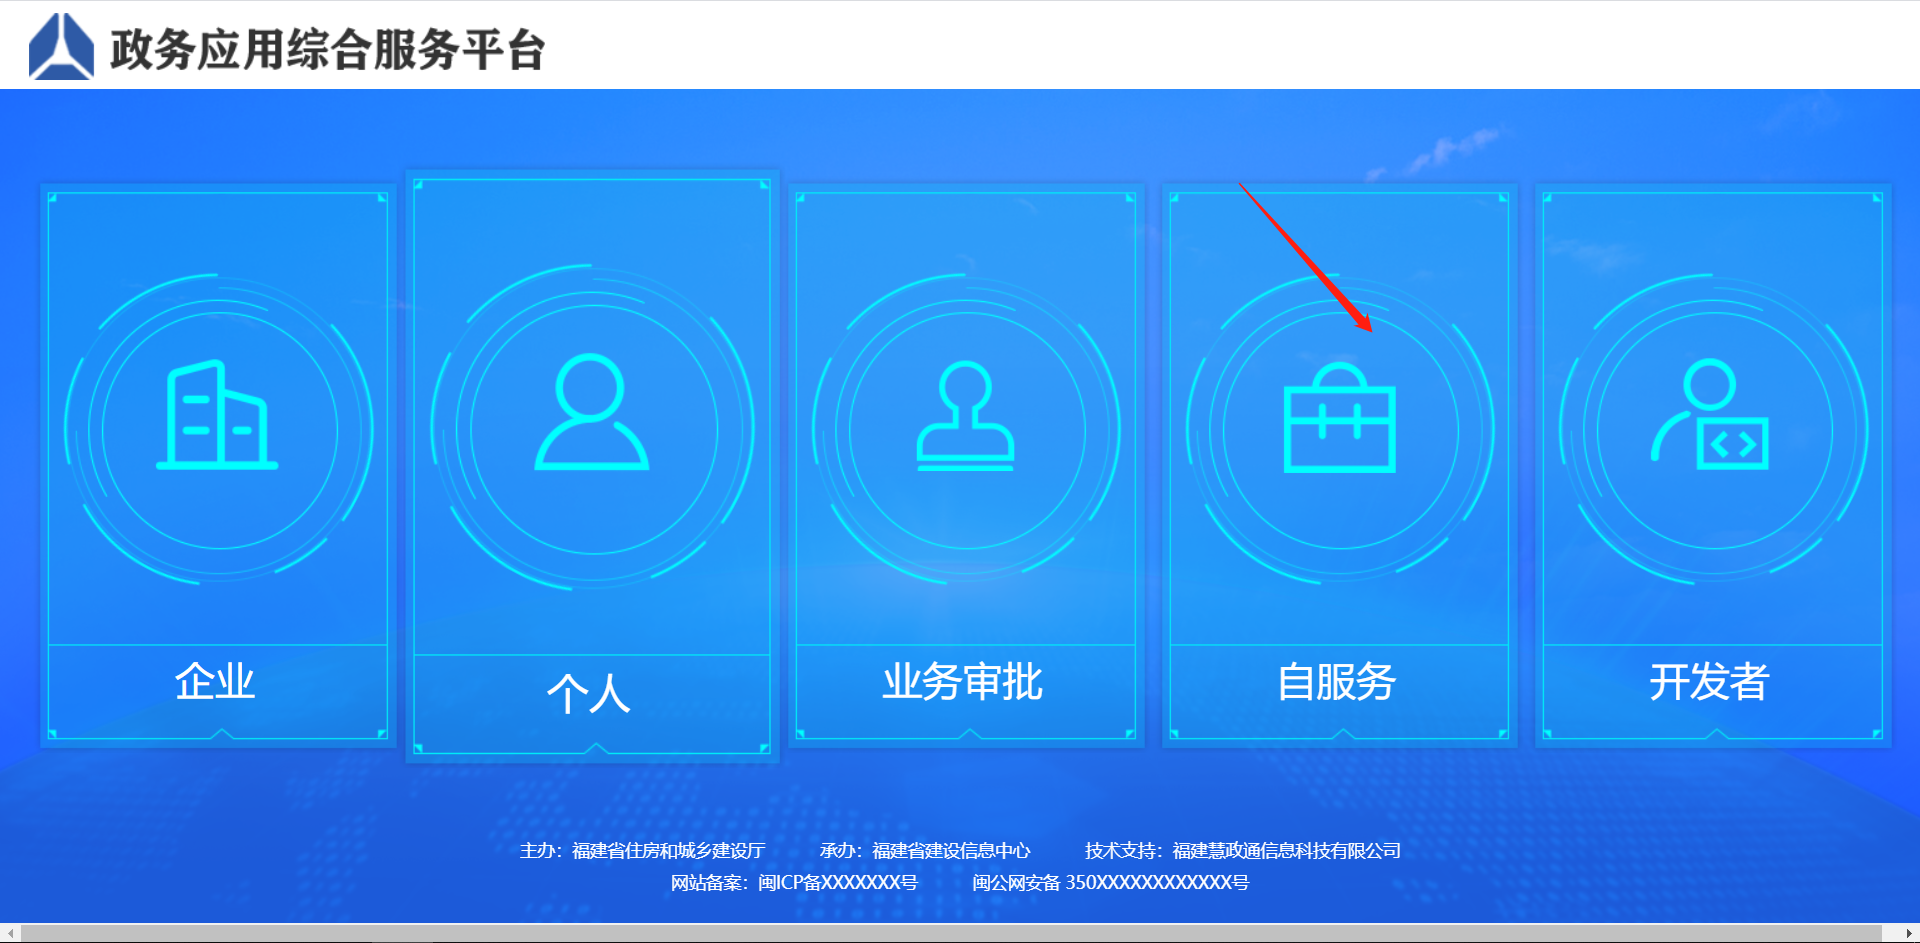 政务应用综合服务平台
企业
个人
业务审批
自服务
开发者
主办：福建省住房和城乡建设厅 承办：福建省建设信息中心 技术支持：福建慧政通信息科技有限公司
网站备案：闽ICP备XXXXXXX号 闽公网安备 350XXXXXXXXXXXX号